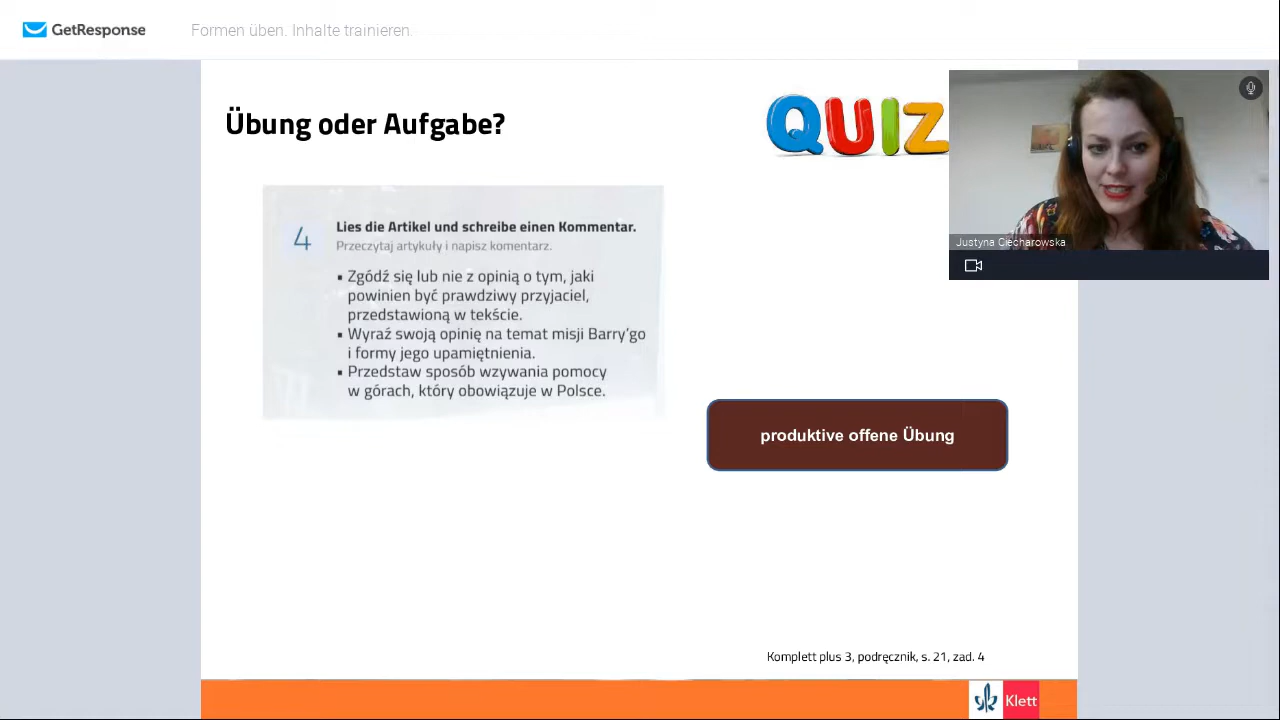 GetResponse
Formen üben. Inhalte trainieren.
Übung oder Aufgabe?
QUIZ
Justyna Ciecharowska
4
Lies die Artikel und schreibe einen Kommentar.
Przeczytaj artykuły i napisz komentarz.
▪ Zgódź się lub nie z opinią o tym, jaki
powinien być prawdziwy przyjaciel,
przedstawioną w tekście.
▪ Wyraź swoją opinię na temat misji Barry'go
i formy jego upamiętnienia.
▪ Przedstaw sposób wzywania pomocy
w górach, który obowiązuje w Polsce.
produktive offene Übung
Komplett plus 3, podręcznik, s. 21, zad. 4
Klett